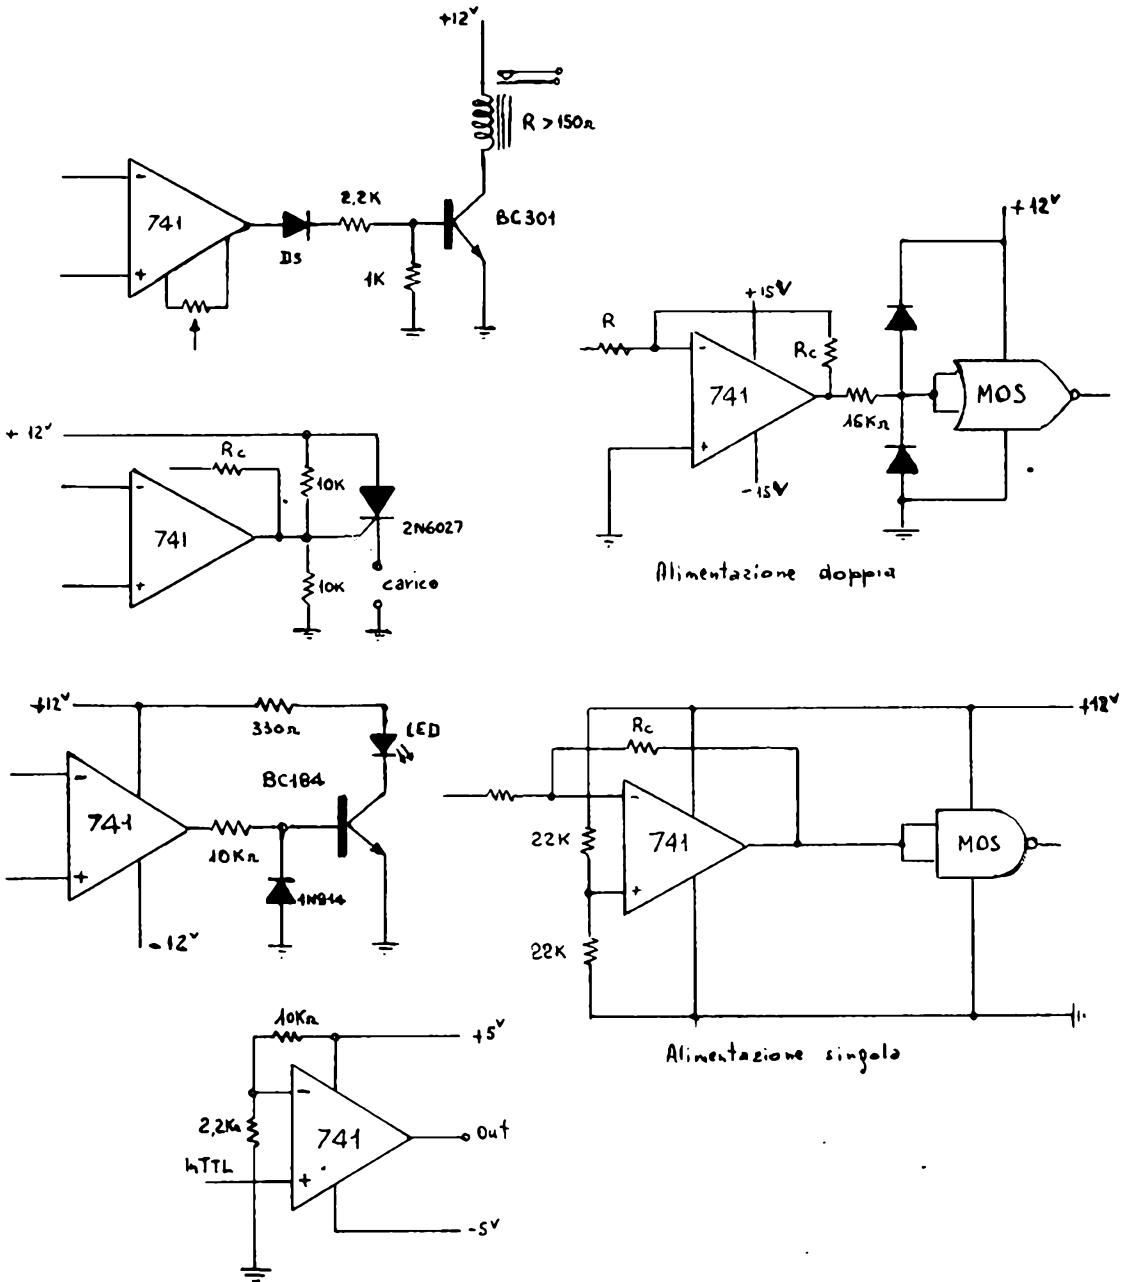 +12ᵛ
R >150Ω
-
741
+
DS
2,2K
1K
BC301
+12ᵛ
+15V
R
-
Rc
741
+
16KΩ
MOS
-15V
Alimentazione doppia
+12ᵛ
Rc
-
741
+
10K
10K
2N6027
carico
+12ᵛ
330Ω
LED
-
741
+
BC184
10KΩ
1N914
-12ᵛ
+12ᵛ
Rc
-
741
+
22K
22K
MOS
Alimentazione singola
10KΩ
+5ᵛ
-
741
+
2,2KΩ
InTTL
Out
-5ᵛ